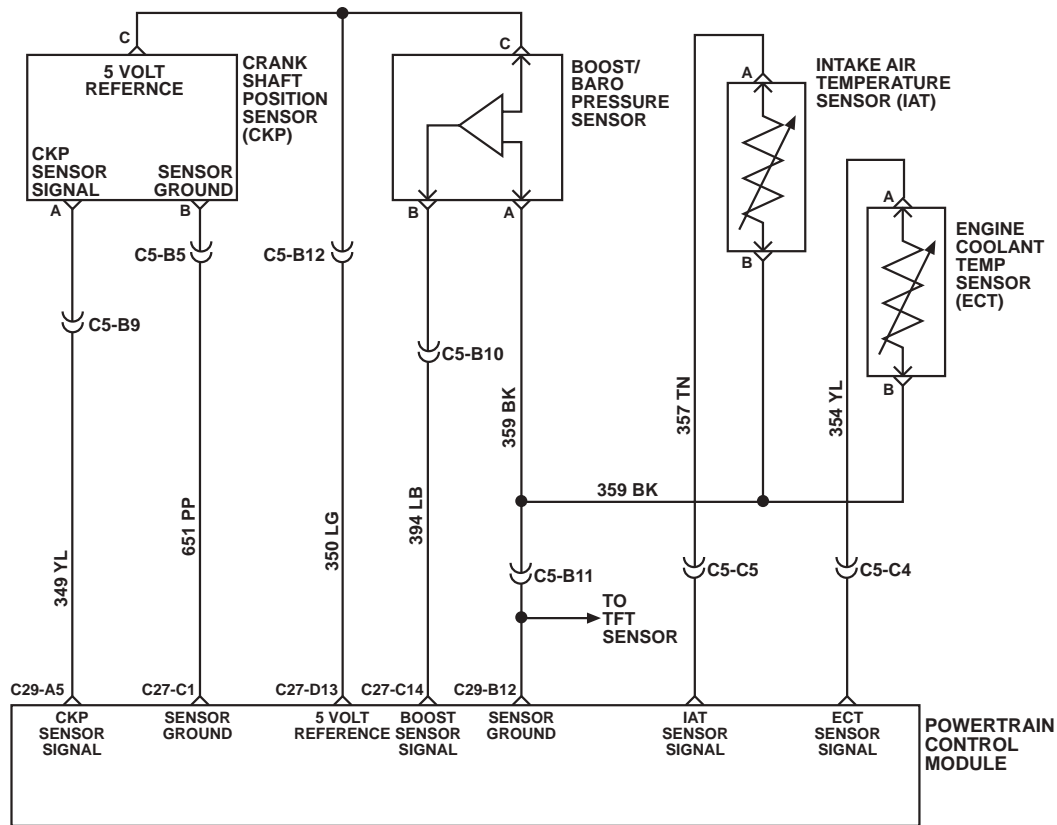 C
5 VOLT
REFERNCE
CRANK
SHAFT
POSITION
SENSOR
(CKP)
CKP
SENSOR
SIGNAL
SENSOR
GROUND
A
B
C
BOOST/
BARO
PRESSURE
SENSOR
B
A
INTAKE AIR
TEMPERATURE
SENSOR (IAT)
A
B
ENGINE
COOLANT
TEMP
SENSOR
(ECT)
A
B
C5-B5
C5-B12
C5-B9
C5-B10
359 BK
357 TN
354 YL
359 BK
349 YL
651 PP
350 LG
394 LB
C5-B11
C5-C5
C5-C4
TO
TFT
SENSOR
C29-A5
C27-C1
C27-D13
C27-C14
C29-B12
CKP
SENSOR
SIGNAL
SENSOR
GROUND
5 VOLT
REFERENCE
BOOST
SENSOR
SIGNAL
SENSOR
GROUND
IAT
SENSOR
SIGNAL
ECT
SENSOR
SIGNAL
POWERTRAIN
CONTROL
MODULE